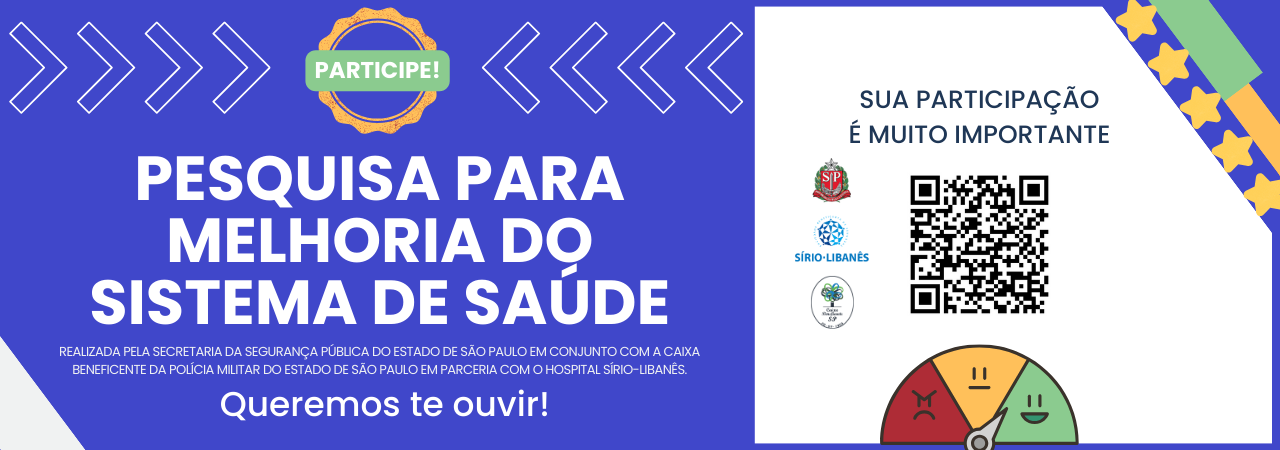 PARTICIPE!
PESQUISA PARA
MELHORIA DO
SISTEMA DE SAÚDE
REALIZADA PELA SECRETARIA DA SEGURANÇA PÚBLICA DO ESTADO DE SÃO PAULO EM CONJUNTO COM A CAIXA
BENEFICENTE DA POLÍCIA MILITAR DO ESTADO DE SÃO PAULO EM PARCERIA COM O HOSPITAL SÍRIO-LIBANÊS.
Queremos te ouvir!
SUA PARTICIPAÇÃO
É MUITO IMPORTANTE
SP
SÍRIO-LIBANÊS